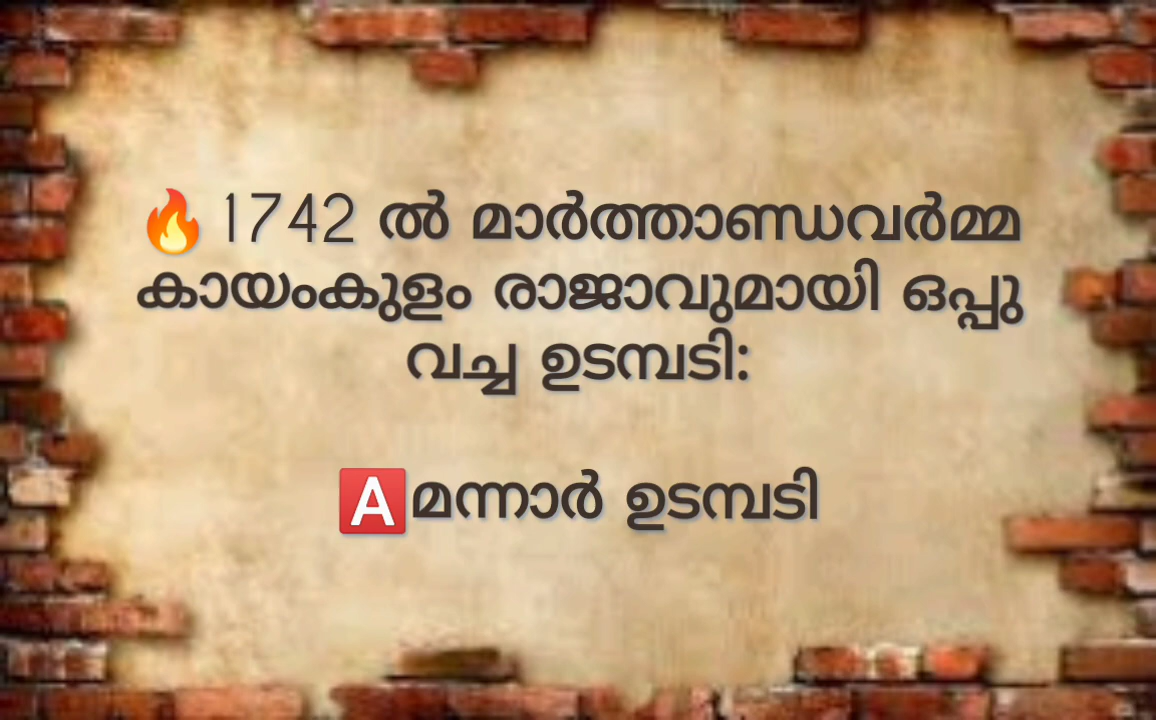 🔥1742 ൽ മാർത്താണ്ഡവർമ്മ
കായംകുളം രാജാവുമായി ഒപ്പു
വച്ച ഉടമ്പടി:
🅰മന്നാർ ഉടമ്പടി